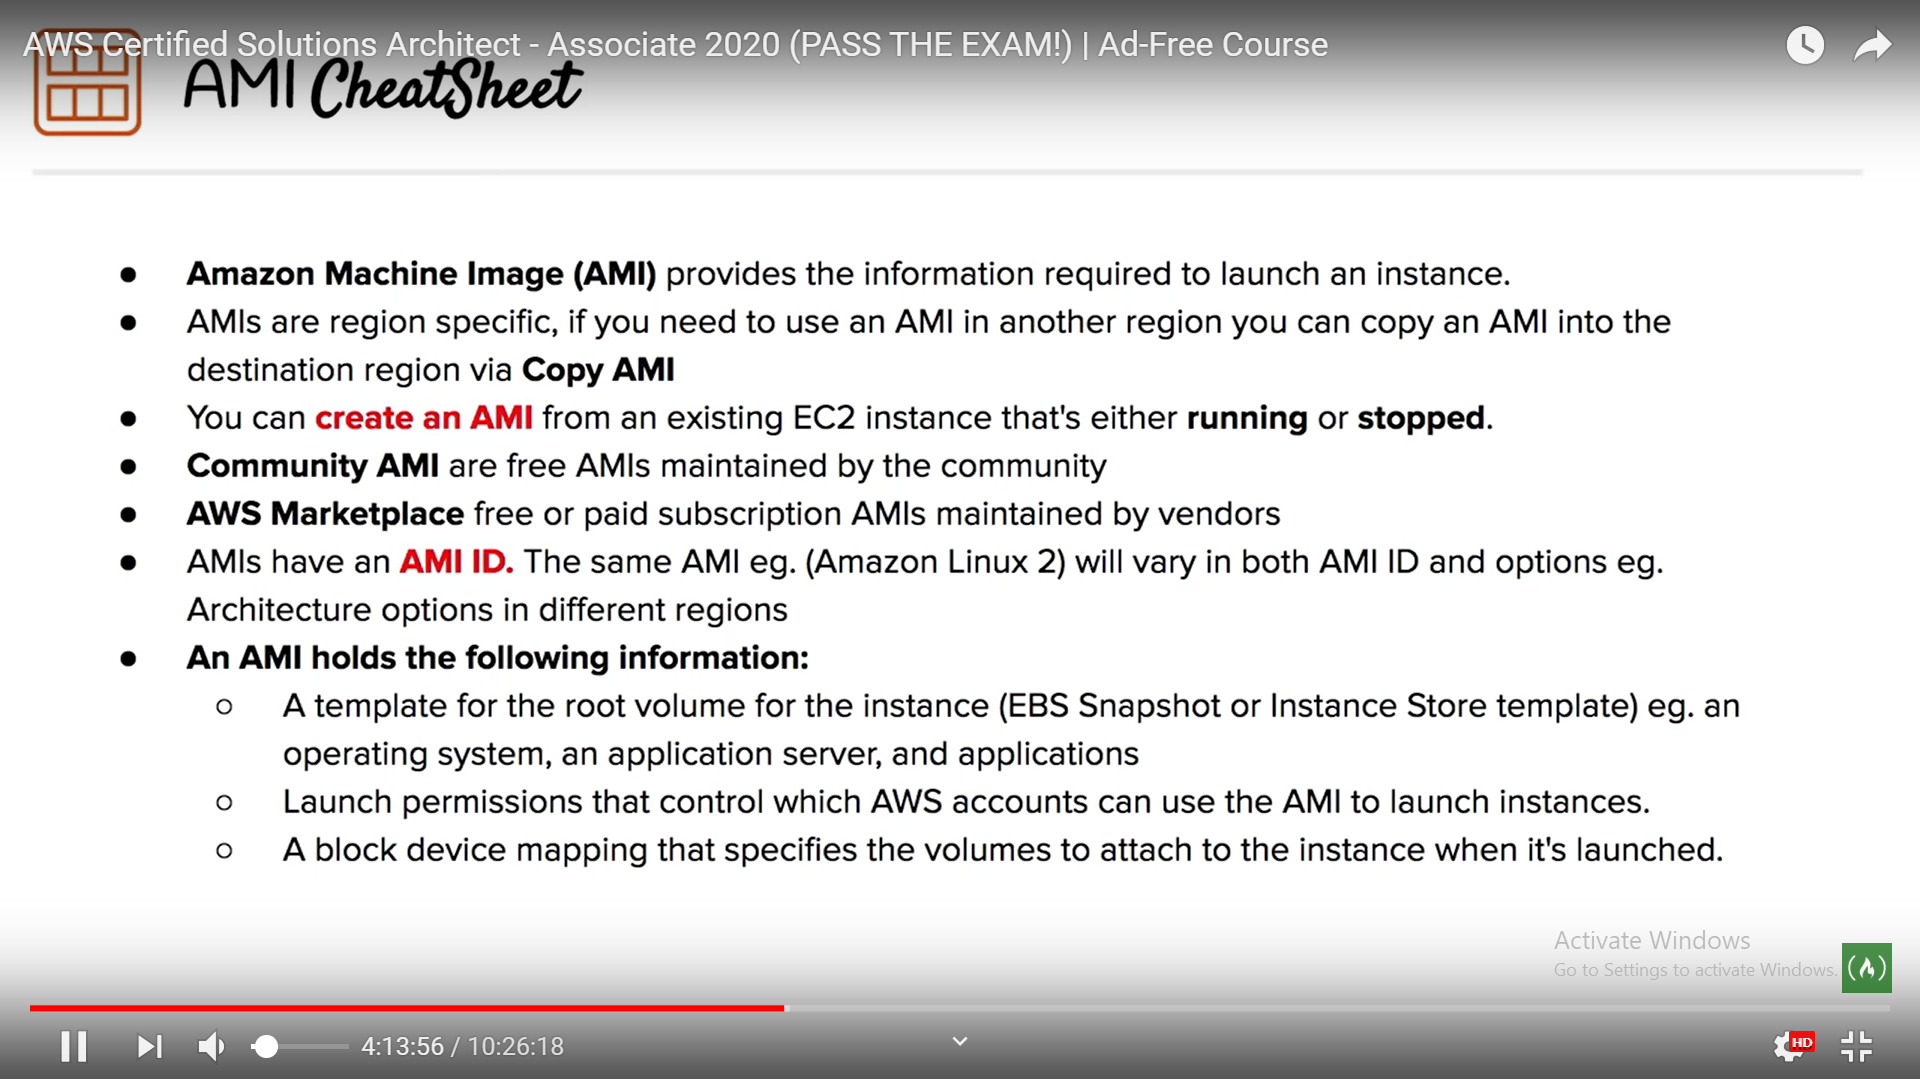 AWS Certified Solutions Architect - Associate 2020 (PASS THE EXAM!) | Ad-Free Course
AMI CheatSheet
● Amazon Machine Image (AMI) provides the information required to launch an instance.
● AMIs are region specific, if you need to use an AMI in another region you can copy an AMI into the
destination region via Copy AMI
● You can create an AMI from an existing EC2 instance that's either running or stopped.
● Community AMI are free AMIs maintained by the community
● AWS Marketplace free or paid subscription AMIs maintained by vendors
● AMIs have an AMI ID. The same AMI eg. (Amazon Linux 2) will vary in both AMI ID and options eg.
Architecture options in different regions
● An AMI holds the following information:
○ A template for the root volume for the instance (EBS Snapshot or Instance Store template) eg. an
operating system, an application server, and applications
○ Launch permissions that control which AWS accounts can use the AMI to launch instances.
○ A block device mapping that specifies the volumes to attach to the instance when it's launched.
Activate Windows
Go to Settings to activate Windows.
4:13:56 / 10:26:18
HD